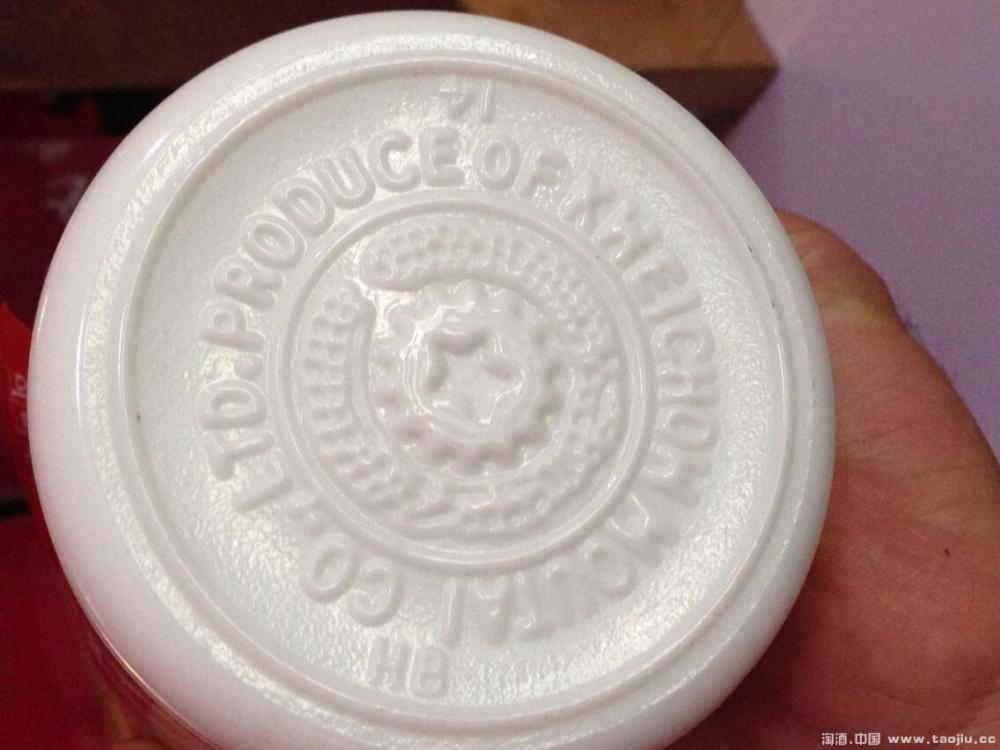 14
PRODUCE OF KWEICHOW MOUTAI CO., LTD.
HB
淘酒.中国 www.taojiu.cc